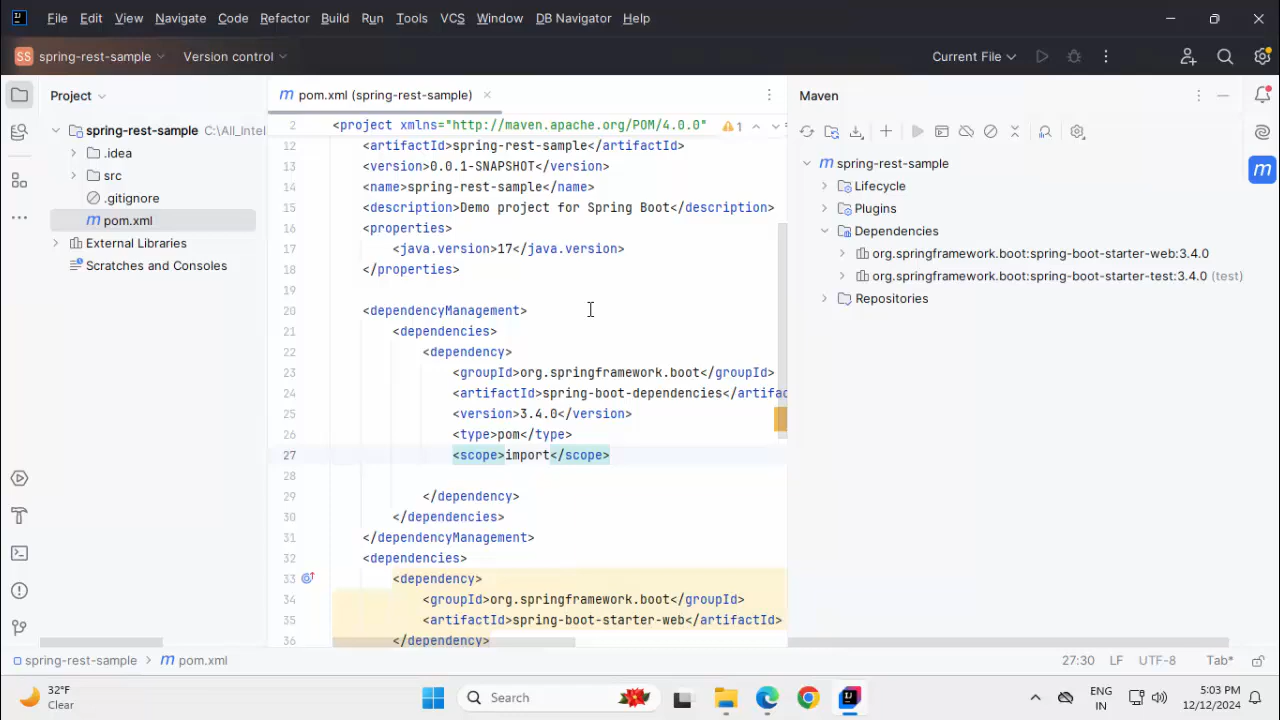 File Edit View Navigate Code Refactor Build Run Tools VCS Window DB Navigator Help
SS spring-rest-sample Version control Current File
Project
pom.xml (spring-rest-sample)
Maven
spring-rest-sample C:\All_Intel
.idea
src
.gitignore
pom.xml
External Libraries
Scratches and Consoles
2 <project xmlns="http://maven.apache.org/POM/4.0.0" 1
12 <artifactId>spring-rest-sample</artifactId>
13 <version>0.0.1-SNAPSHOT</version>
14 <name>spring-rest-sample</name>
15 <description>Demo project for Spring Boot</description>
16 <properties>
17 <java.version>17</java.version>
18 </properties>
19
20 <dependencyManagement>
21 <dependencies>
22 <dependency>
23 <groupId>org.springframework.boot</groupId>
24 <artifactId>spring-boot-dependencies</artifac
25 <version>3.4.0</version>
26 <type>pom</type>
27 <scope>import</scope>
28
29 </dependency>
30 </dependencies>
31 </dependencyManagement>
32 <dependencies>
33 <dependency>
34 <groupId>org.springframework.boot</groupId>
35 <artifactId>spring-boot-starter-web</artifactId>
36 </dependency>
spring-rest-sample
Lifecycle
Plugins
Dependencies
org.springframework.boot:spring-boot-starter-web:3.4.0
org.springframework.boot:spring-boot-starter-test:3.4.0 (test)
Repositories
spring-rest-sample > pom.xml 27:30 LF UTF-8 Tab*
32°F
Clear
Search
ENG
IN
5:03 PM
12/12/2024